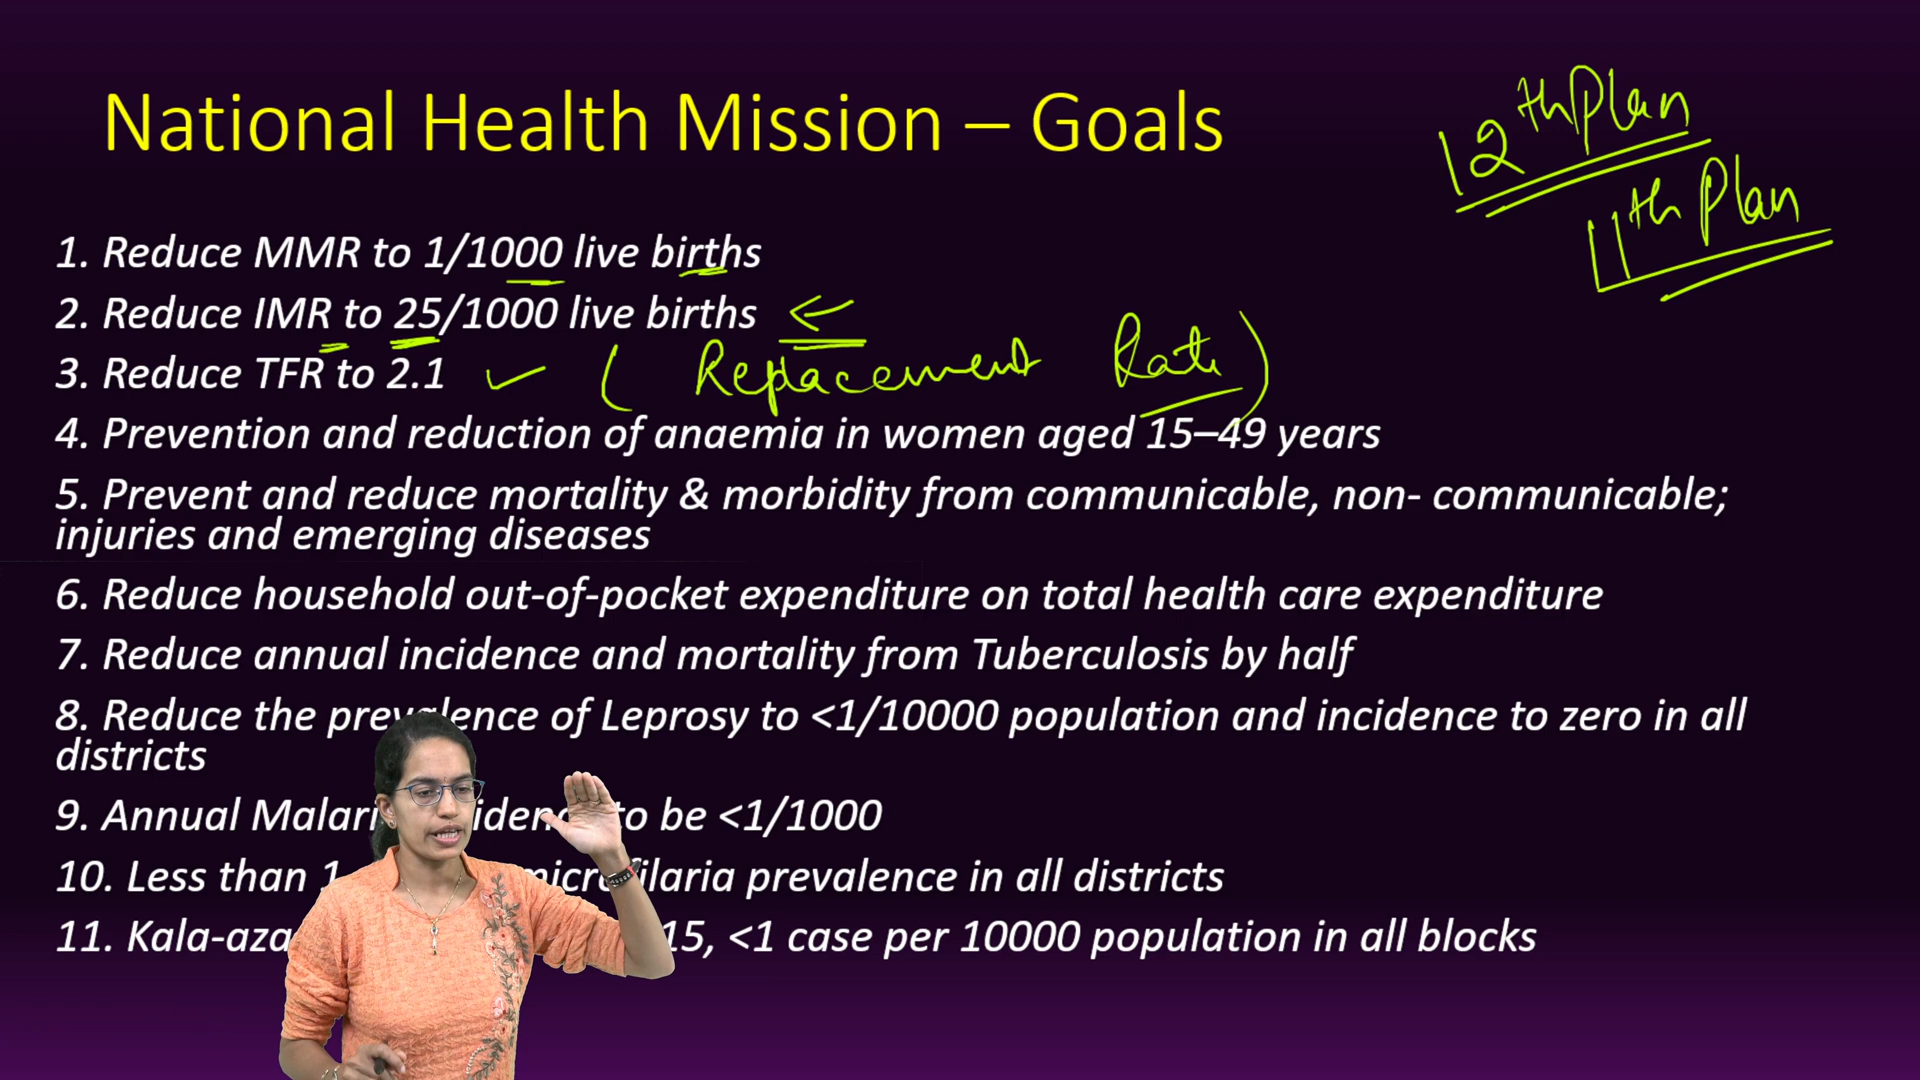 National Health Mission – Goals
12th Plan
11th Plan
1. Reduce MMR to 1/1000 live births
2. Reduce IMR to 25/1000 live births
3. Reduce TFR to 2.1 (Replacement Rate)
4. Prevention and reduction of anaemia in women aged 15–49 years
5. Prevent and reduce mortality & morbidity from communicable, non- communicable;
injuries and emerging diseases
6. Reduce household out-of-pocket expenditure on total health care expenditure
7. Reduce annual incidence and mortality from Tuberculosis by half
8. Reduce the prevalence of Leprosy to <1/10000 population and incidence to zero in all
districts
9. Annual Malaria to be <1/1000
10. Less than 1 microfilaria prevalence in all districts
11. 15, <1 case per 10000 population in all blocks